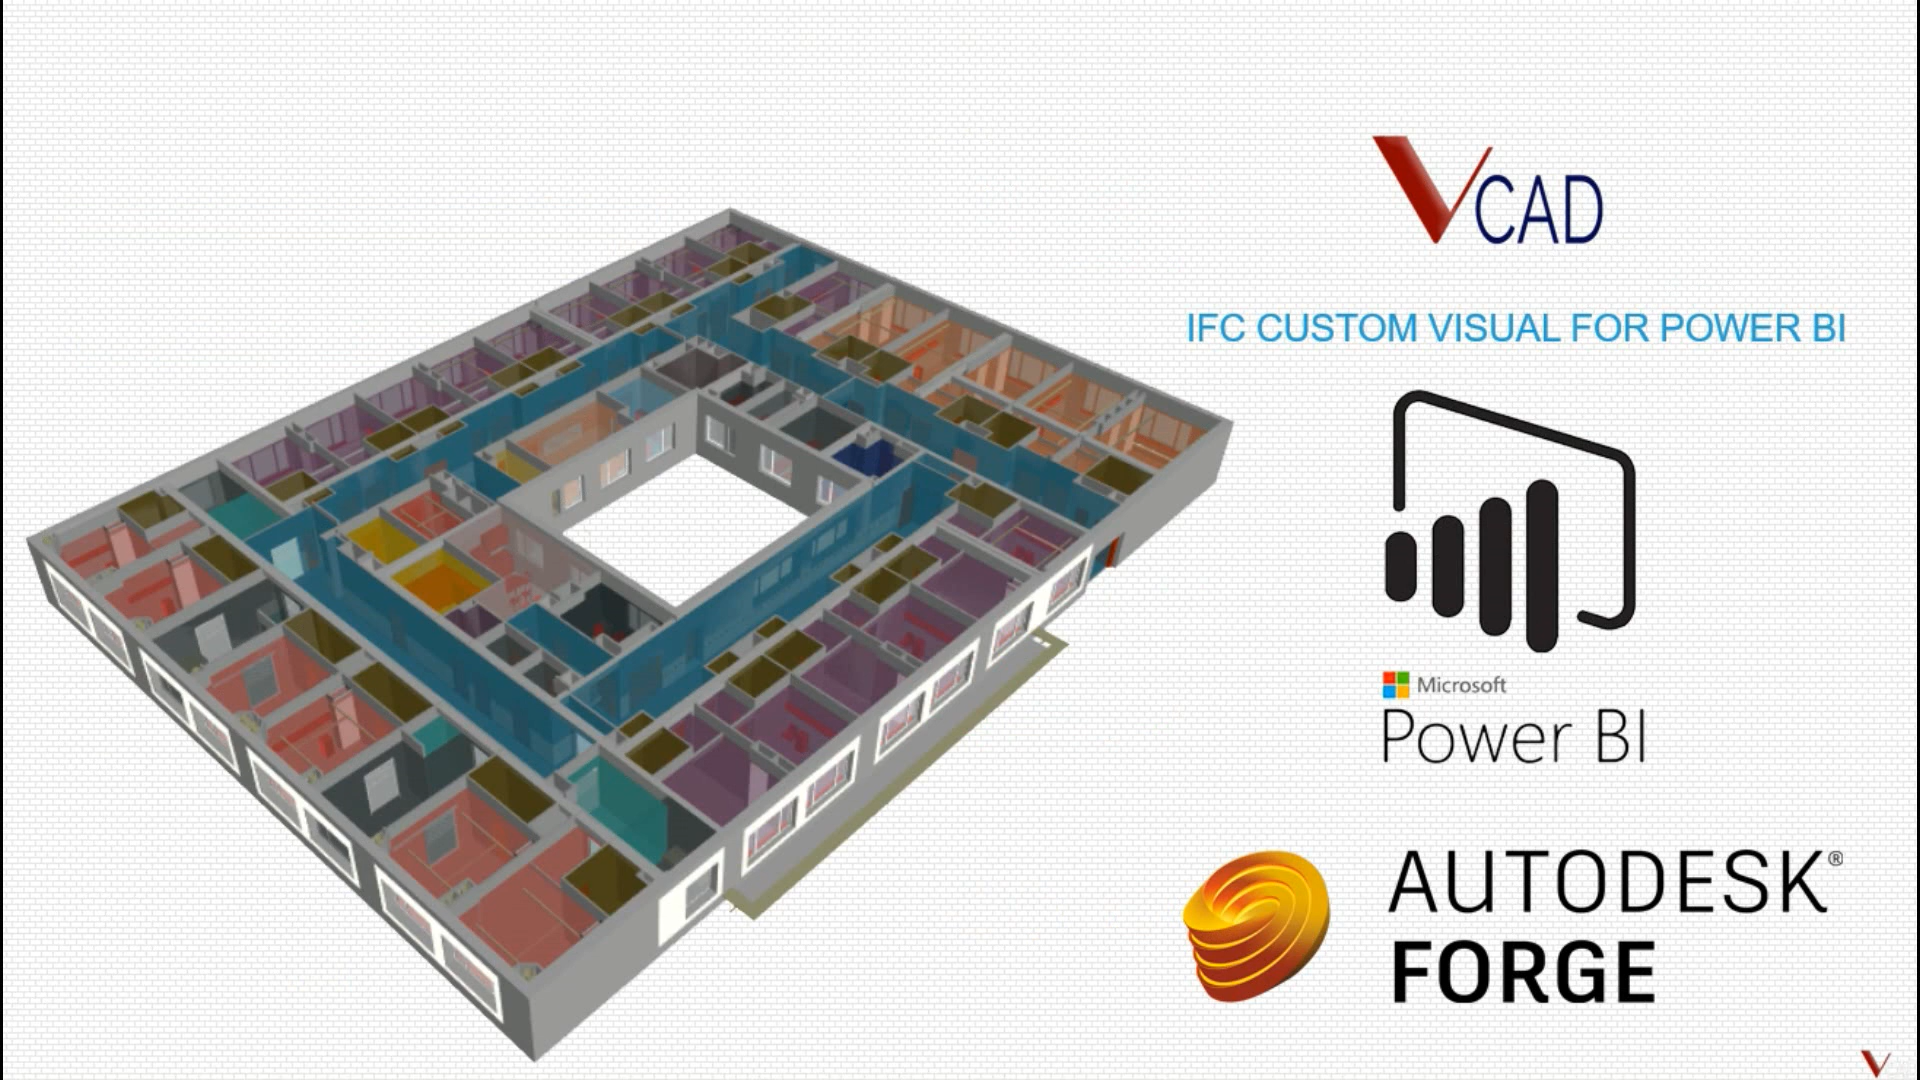 VCAD
IFC CUSTOM VISUAL FOR POWER BI
Microsoft
Power BI
AUTODESK®
FORGE